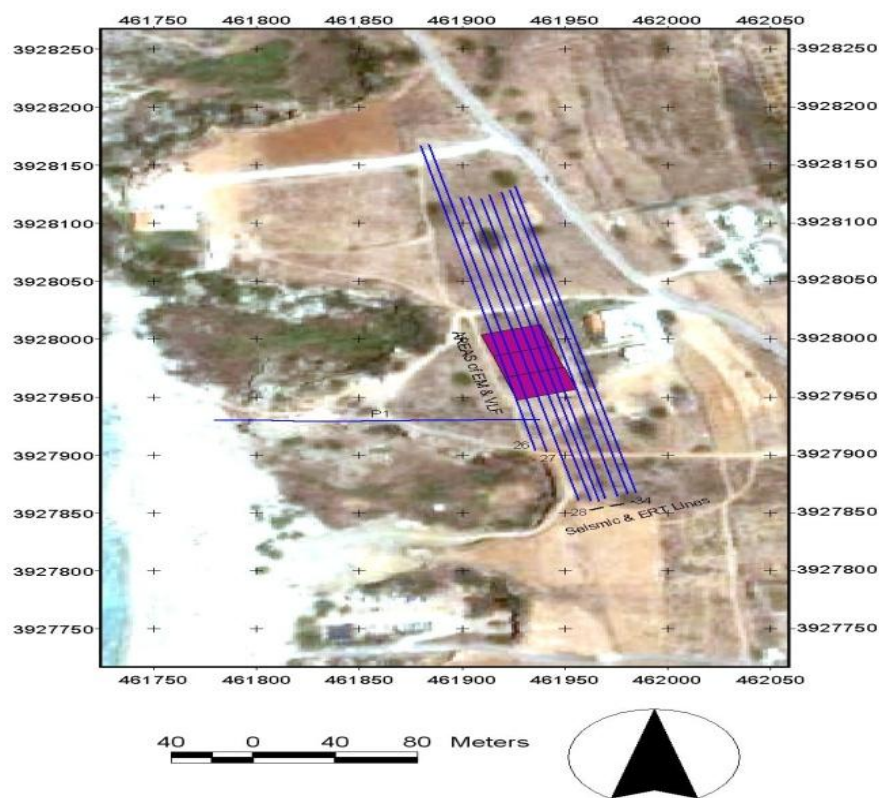 461750 461800 461850 461900 461950 462000 462050
3928250 3928250
3928200 3928200
3928150 3928150
3928100 3928100
3928050 3928050
3928000 3928000
AREAS of EM & VLF
3927950 3927950
P1
26
3927900 27 3927900
28 34
3927850 3927850
Seismic & ERT Lines
3927800 3927800
3927750 3927750
461750 461800 461850 461900 461950 462000 462050
40 0 40 80 Meters